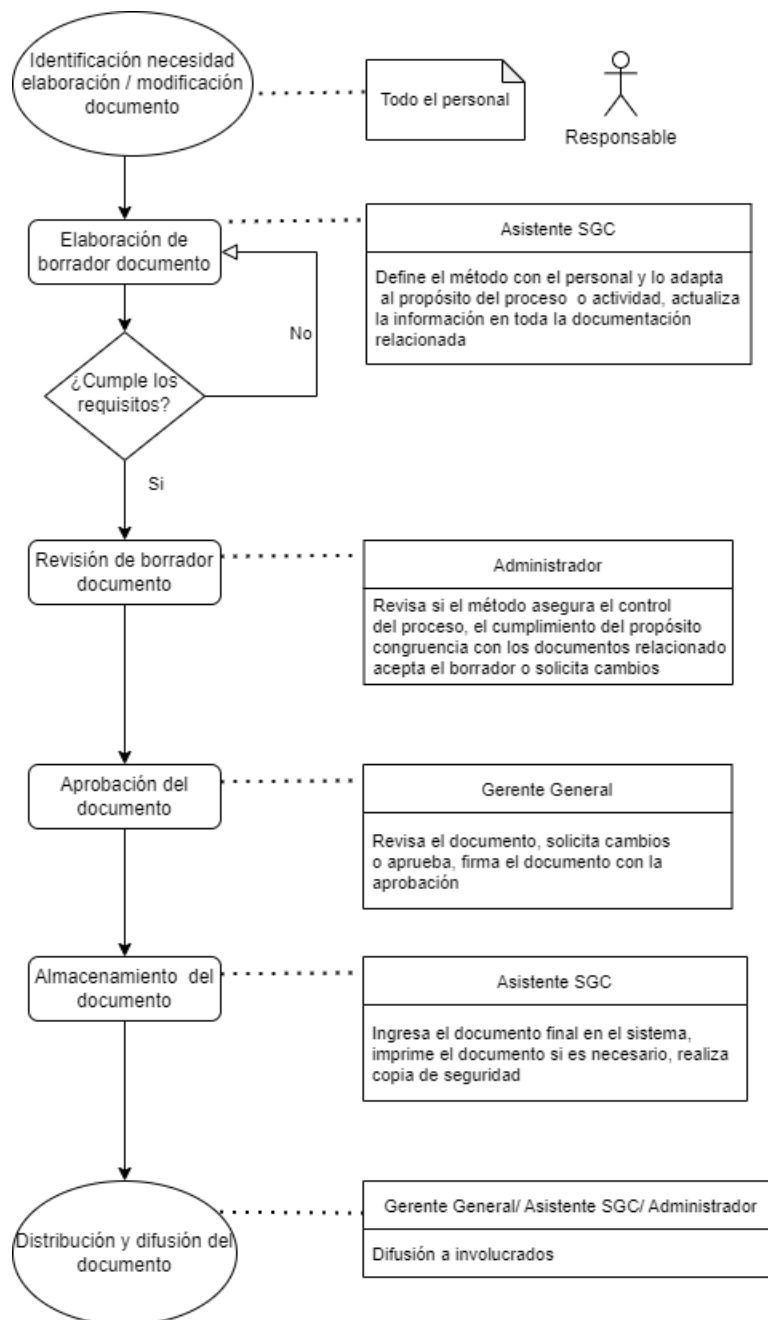 Identificación necesidad
elaboración / modificación
documento
Todo el personal
Responsable
Elaboración de
borrador documento
Asistente SGC
Define el método con el personal y lo adapta
al propósito del proceso o actividad, actualiza
la información en toda la documentación
relacionada
No
¿Cumple los
requisitos?
Si
Revisión de borrador
documento
Administrador
Revisa si el método asegura el control
del proceso, el cumplimiento del propósito
congruencia con los documentos relacionado
acepta el borrador o solicita cambios
Aprobación del
documento
Gerente General
Revisa el documento, solicita cambios
o aprueba, firma el documento con la
aprobación
Almacenamiento del
documento
Asistente SGC
Ingresa el documento final en el sistema,
imprime el documento si es necesario, realiza
copia de seguridad
Distribución y difusión del
documento
Gerente General/ Asistente SGC/ Administrador
Difusión a involucrados